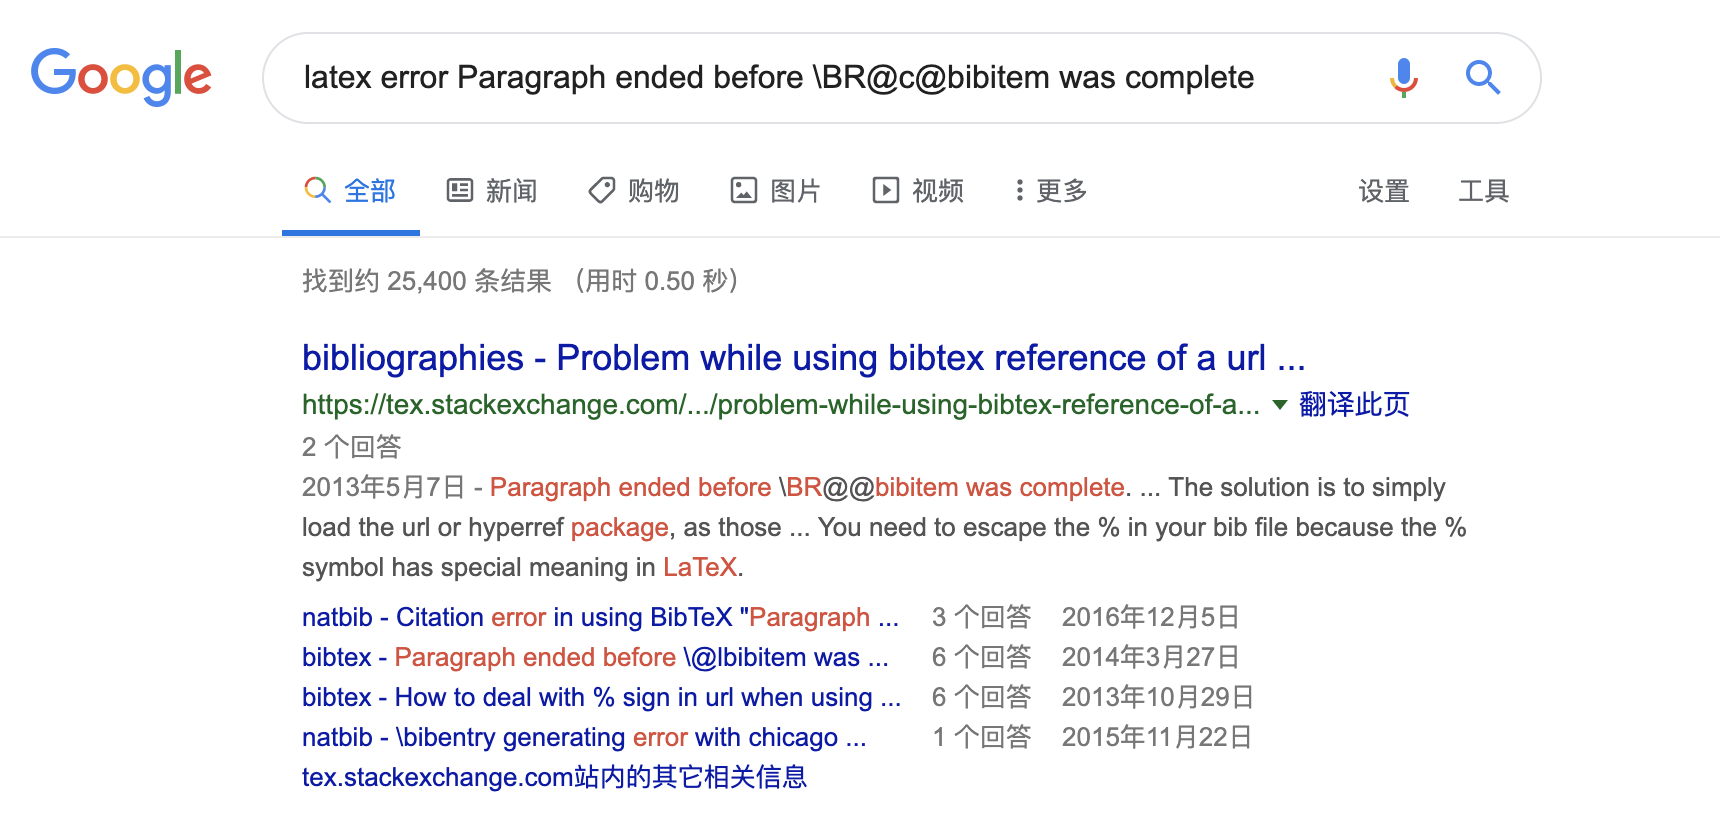 Google
latex error Paragraph ended before \BR@c@bibitem was complete
全部 新闻 购物 图片 视频 更多 设置 工具
找到约 25,400 条结果 （用时 0.50 秒）
bibliographies - Problem while using bibtex reference of a url ...
https://tex.stackexchange.com/.../problem-while-using-bibtex-reference-of-a... 翻译此页
2 个回答
2013年5月7日 - Paragraph ended before \BR@@bibitem was complete. ... The solution is to simply
load the url or hyperref package, as those ... You need to escape the % in your bib file because the %
symbol has special meaning in LaTeX.
natbib - Citation error in using BibTeX "Paragraph ... 3 个回答 2016年12月5日
bibtex - Paragraph ended before \@lbibitem was ... 6 个回答 2014年3月27日
bibtex - How to deal with % sign in url when using ... 6 个回答 2013年10月29日
natbib - \bibentry generating error with chicago ... 1 个回答 2015年11月22日
tex.stackexchange.com站内的其它相关信息